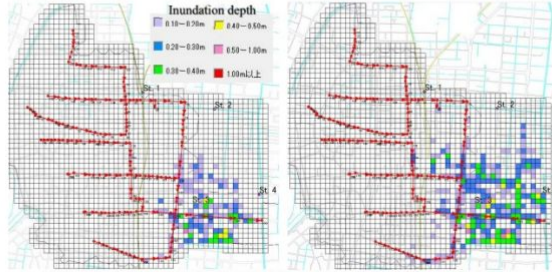 Inundation depth
0.10～0.20m 0.40～0.50m
0.20～0.30m 0.50～1.00m
0.30～0.40m 1.00m以上
St. 1
St. 2
St. 4
St. 1
St. 2
St.